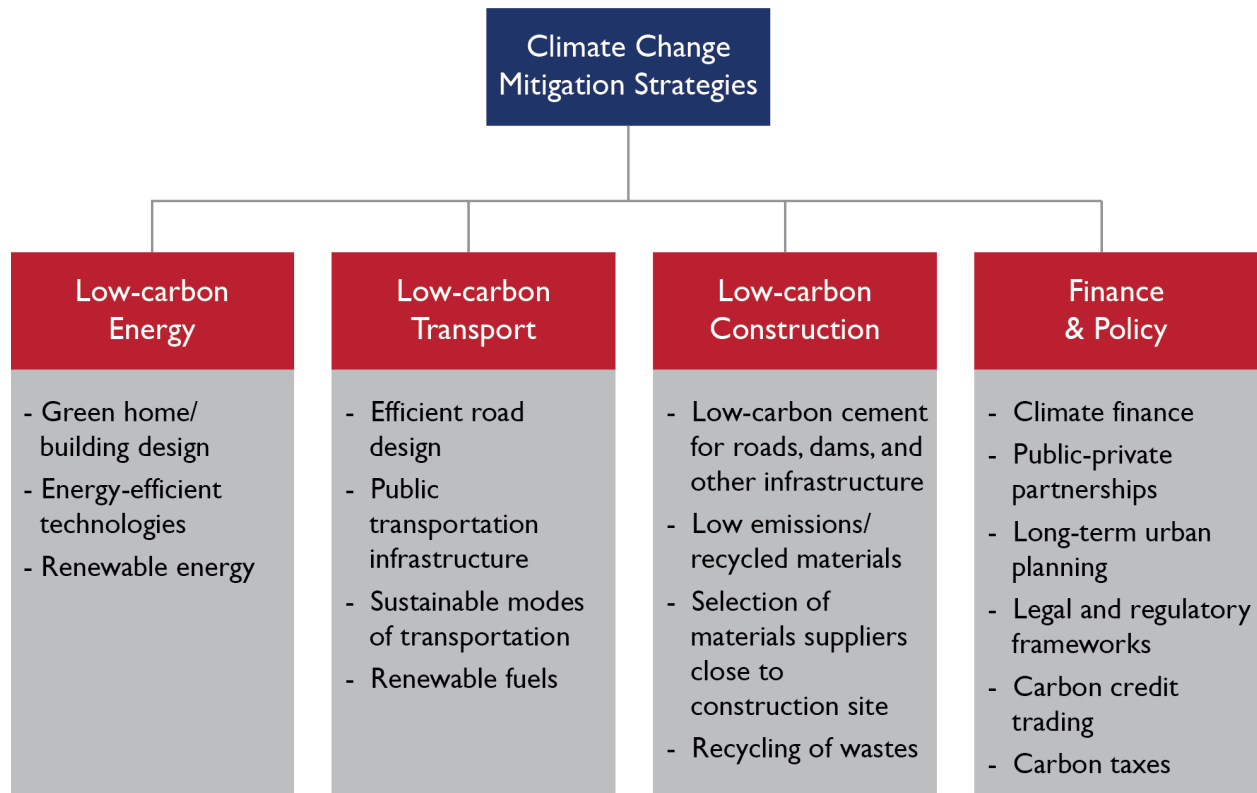 Climate Change
Mitigation Strategies
Low-carbon
Energy
- Green home/
building design
- Energy-efficient
technologies
- Renewable energy
Low-carbon
Transport
- Efficient road
design
- Public
transportation
infrastructure
- Sustainable modes
of transportation
- Renewable fuels
Low-carbon
Construction
- Low-carbon cement
for roads, dams, and
other infrastructure
- Low emissions/
recycled materials
- Selection of
materials suppliers
close to
construction site
- Recycling of wastes
Finance
& Policy
- Climate finance
- Public-private
partnerships
- Long-term urban
planning
- Legal and regulatory
frameworks
- Carbon credit
trading
- Carbon taxes